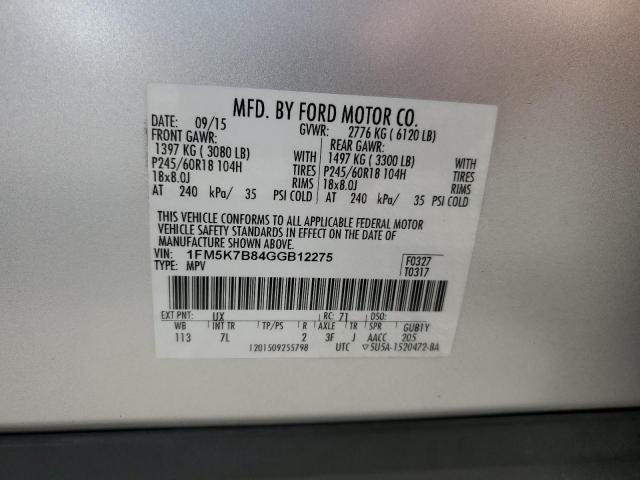 MFD. BY FORD MOTOR CO.
DATE: 09/15 GVWR: 2776 KG ( 6120 LB)
FRONT GAWR: REAR GAWR:
1397 KG ( 3080 LB) WITH 1497 KG ( 3300 LB) WITH
P245/60R18 104H TIRES P245/60R18 104H TIRES
18x8.0J RIMS 18x8.0J RIMS
AT 240 kPa/ 35 PSI COLD AT 240 kPa/ 35 PSI COLD
THIS VEHICLE CONFORMS TO ALL APPLICABLE FEDERAL MOTOR
VEHICLE SAFETY STANDARDS IN EFFECT ON THE DATE OF
MANUFACTURE SHOWN ABOVE.
VIN: 1FM5K7B84GGB12275 F0327
TYPE: MPV T0317
EXT PNT: UX RC: 71 DSO:
WB INT TR TP/PS R AXLE TR SPR GUB1Y
113 7L 2 3F J AACC 205
1201509255798 UTC ▽5U5A-1520472-BA